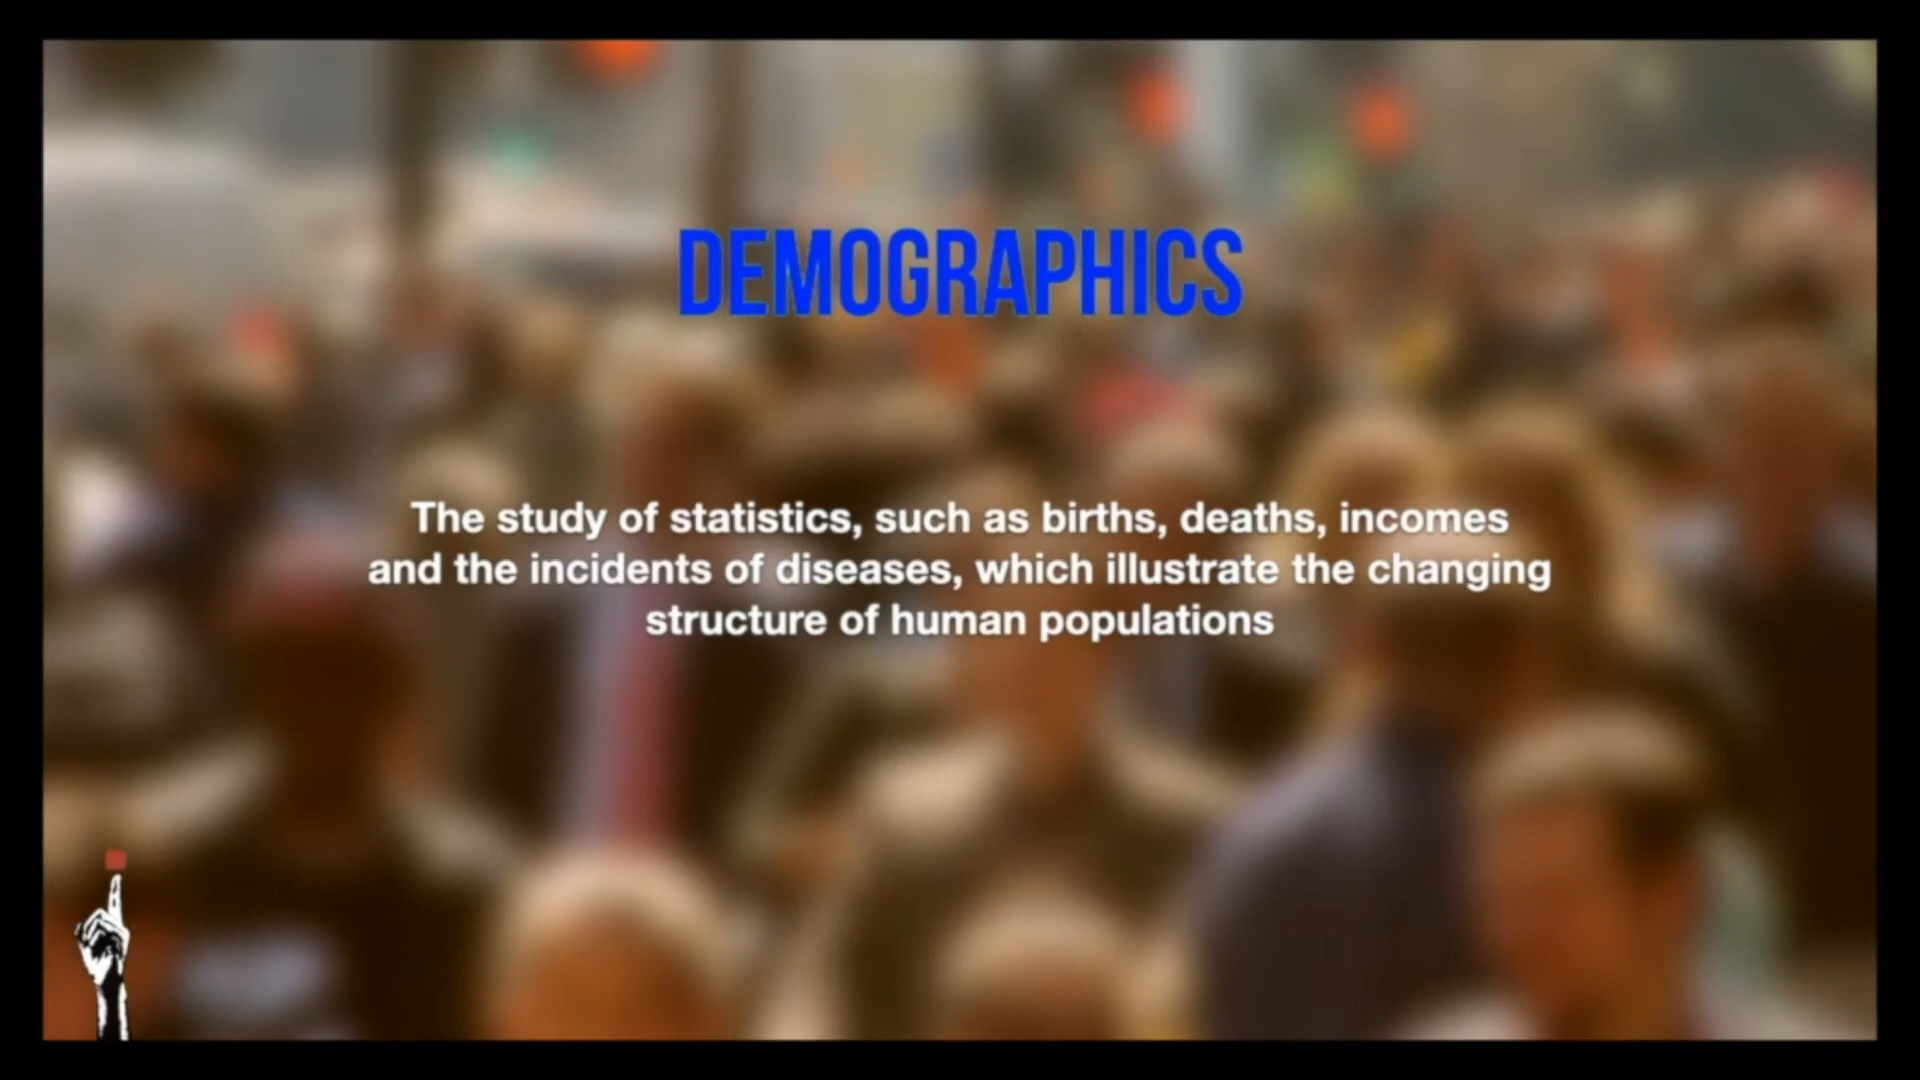 DEMOGRAPHICS
The study of statistics, such as births, deaths, incomes
and the incidents of diseases, which illustrate the changing
structure of human populations